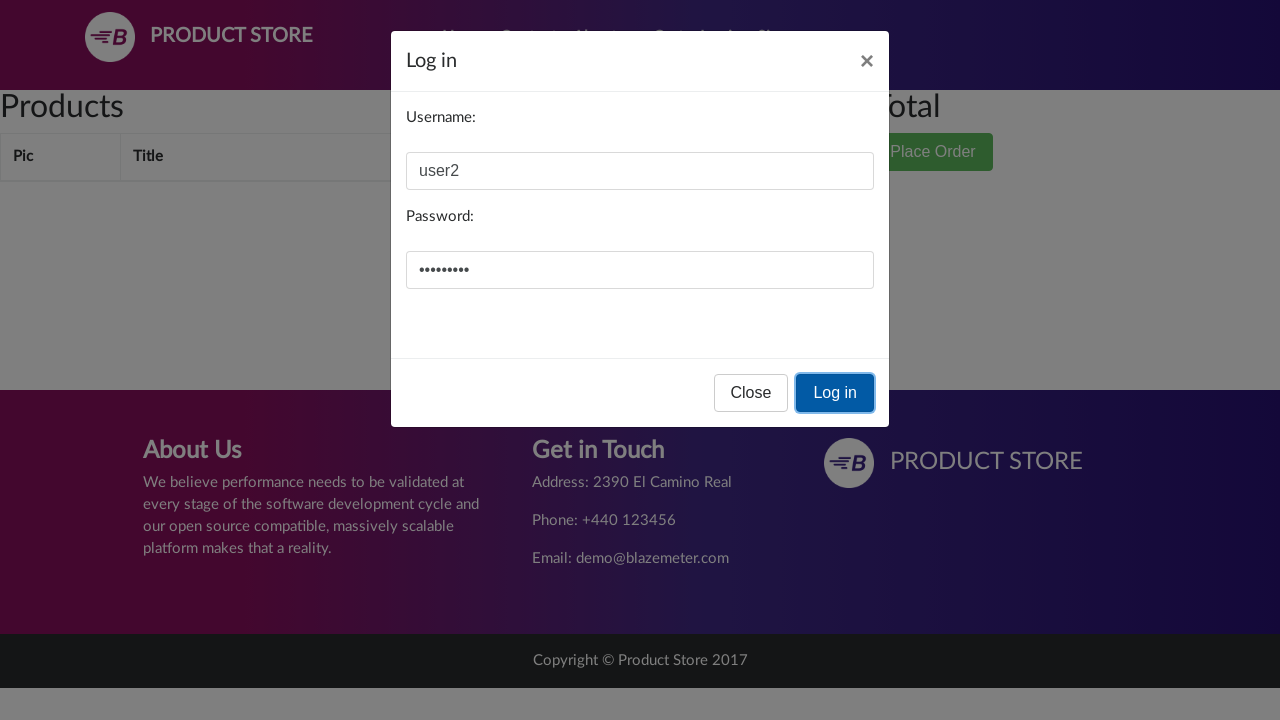 PRODUCT STORE
Log in
×
Username:
user2
Password:
•••••••••
Close
Log in
Products
Total
Pic
Title
Place Order
About Us
We believe performance needs to be validated at
every stage of the software development cycle and
our open source compatible, massively scalable
platform makes that a reality.
Get in Touch
Address: 2390 El Camino Real
Phone: +440 123456
Email: demo@blazemeter.com
PRODUCT STORE
Copyright © Product Store 2017